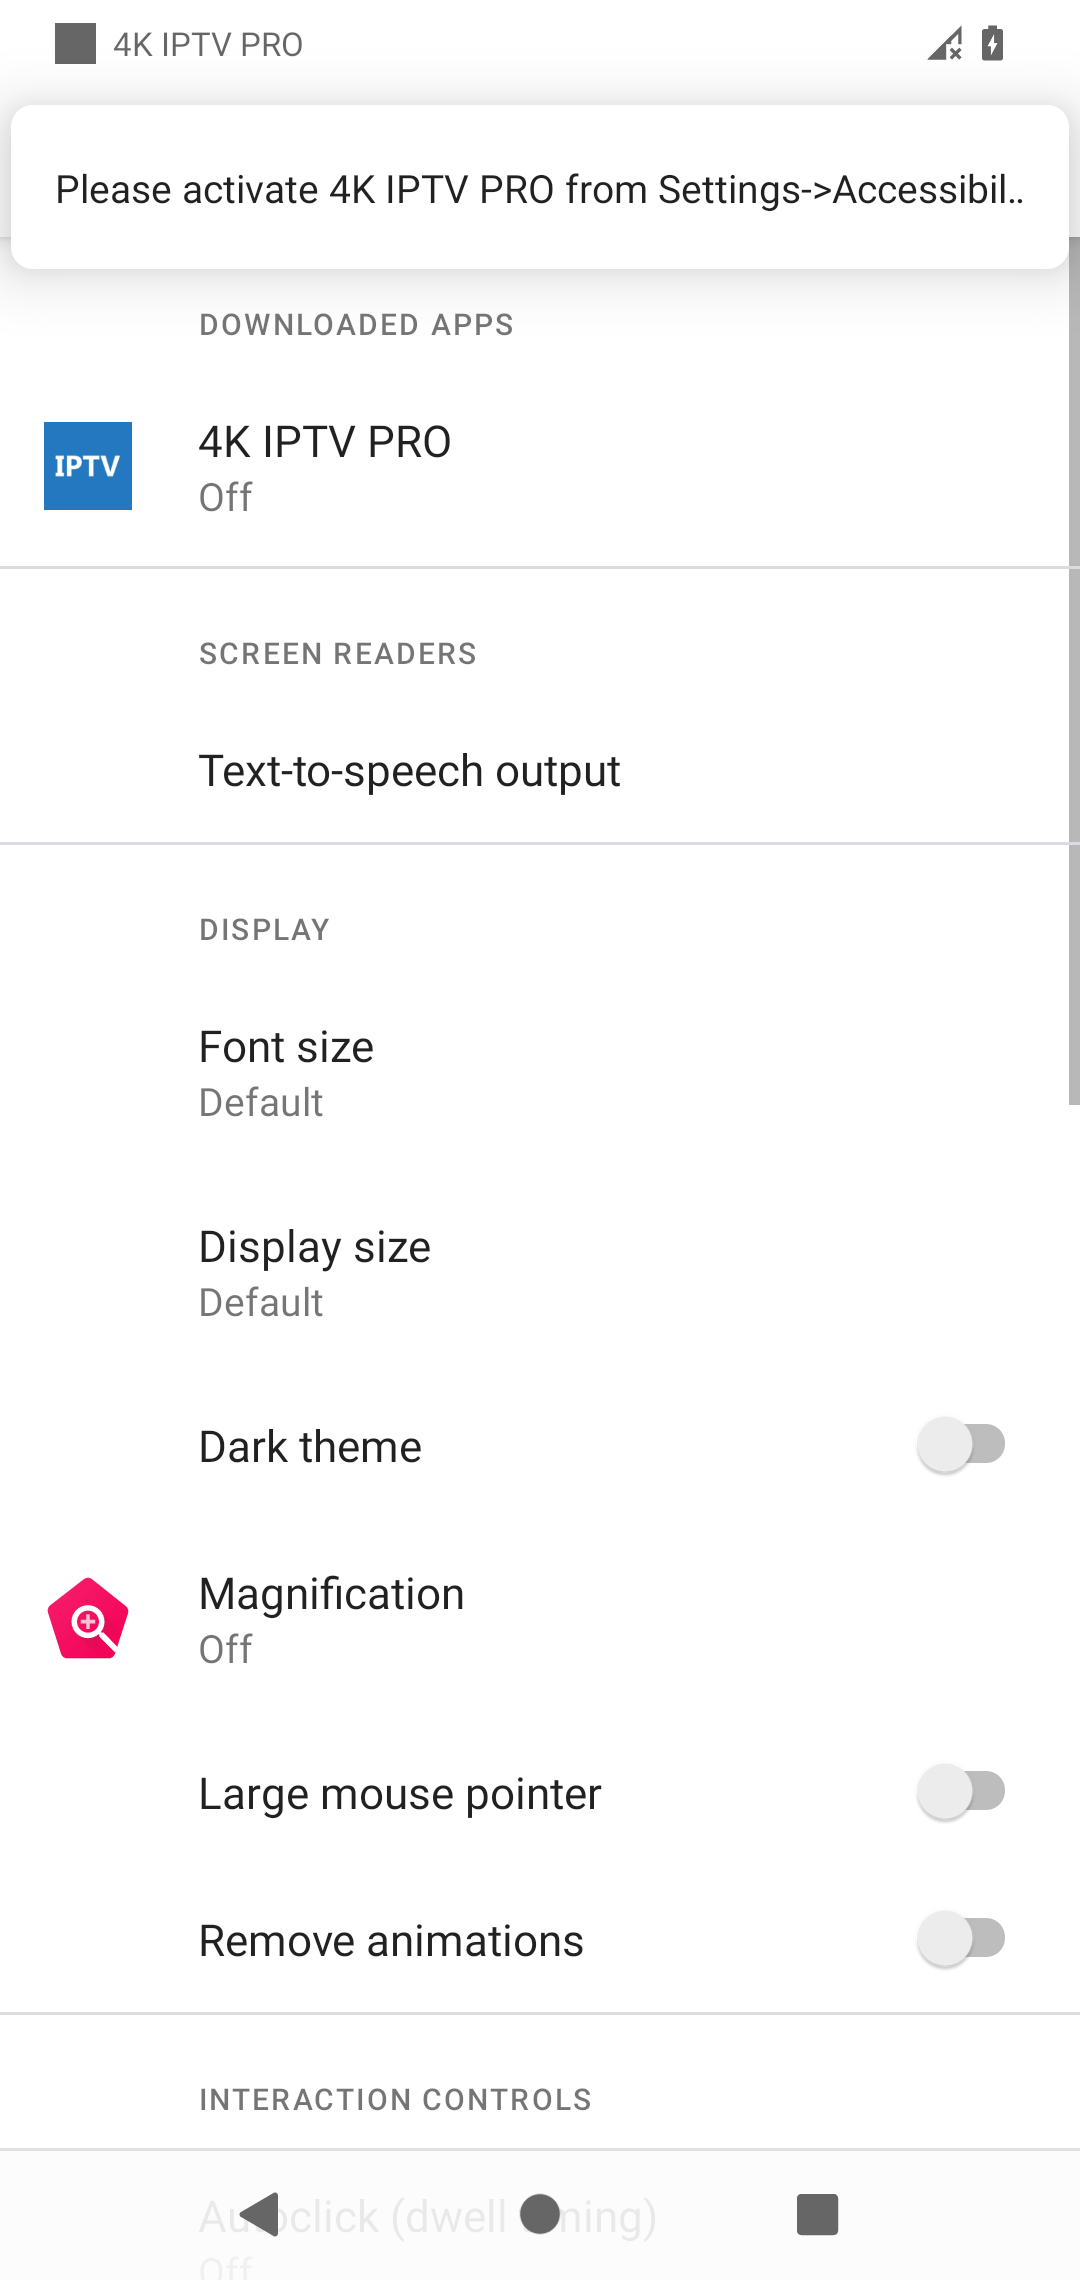 4K IPTV PRO
Please activate 4K IPTV PRO from Settings->Accessibil..
DOWNLOADED APPS
IPTV
4K IPTV PRO
Off
SCREEN READERS
Text-to-speech output
DISPLAY
Font size
Default
Display size
Default
Dark theme
Magnification
Off
Large mouse pointer
Remove animations
INTERACTION CONTROLS
(dwell
Off